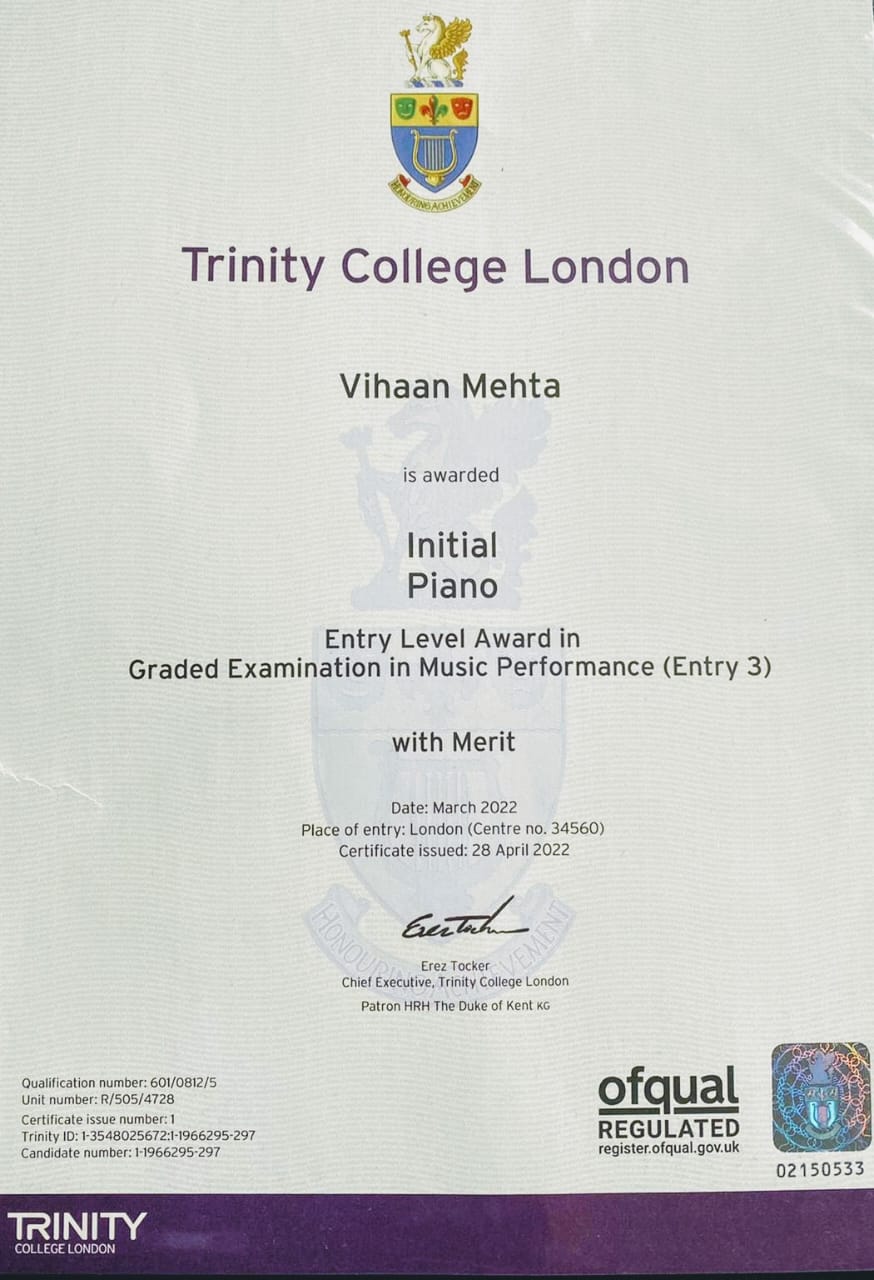 HONOURING ACHIEVEMENT
Trinity College London
Vihaan Mehta
is awarded
Initial
Piano
Entry Level Award in
Graded Examination in Music Performance (Entry 3)
with Merit
Date: March 2022
Place of entry: London (Centre no. 34560)
Certificate issued: 28 April 2022
HONOURING ACHIEVEMENT
Erez Tocker
Erez Tocker
Chief Executive, Trinity College London
Patron HRH The Duke of Kent KG
Qualification number: 601/0812/5
Unit number: R/505/4728
Certificate issue number: 1
Trinity ID: 1-3548025672:1-1966295-297
Candidate number: 1-1966295-297
ofqual
REGULATED
register.ofqual.gov.uk
02150533
TRINITY
COLLEGE LONDON